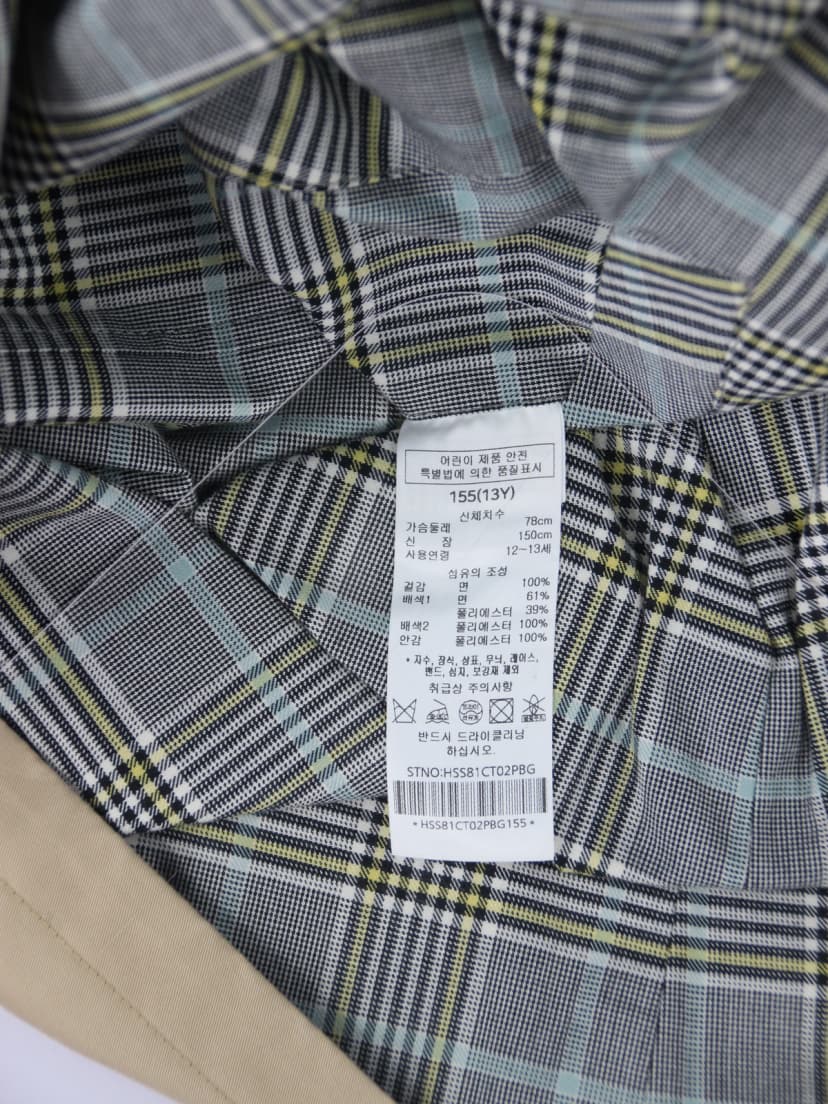 어린이 제품 안전
특별법에 의한 품질표시
155(13Y)
신체치수
가슴둘레 78cm
신 장 150cm
사용연령 12~13세
섬유의 조성
겉감 면 100%
배색1 면 61%
폴리에스터 39%
배색2 폴리에스터 100%
안감 폴리에스터 100%
* 자수, 장식, 상표, 무늬, 레이스,
밴드, 심지, 보강재 제외
취급상 주의사항
반드시 드라이클리닝
하십시오.
STNO:HSS81CT02PBG
*HSS81CT02PBG155*